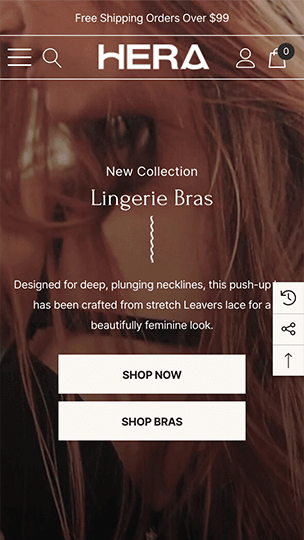 Free Shipping Orders Over $99
HERA
0
New Collection
Lingerie Bras
Designed for deep, plunging necklines, this push-up
has been crafted from stretch Leavers lace for a
beautifully feminine look.
SHOP NOW
SHOP BRAS